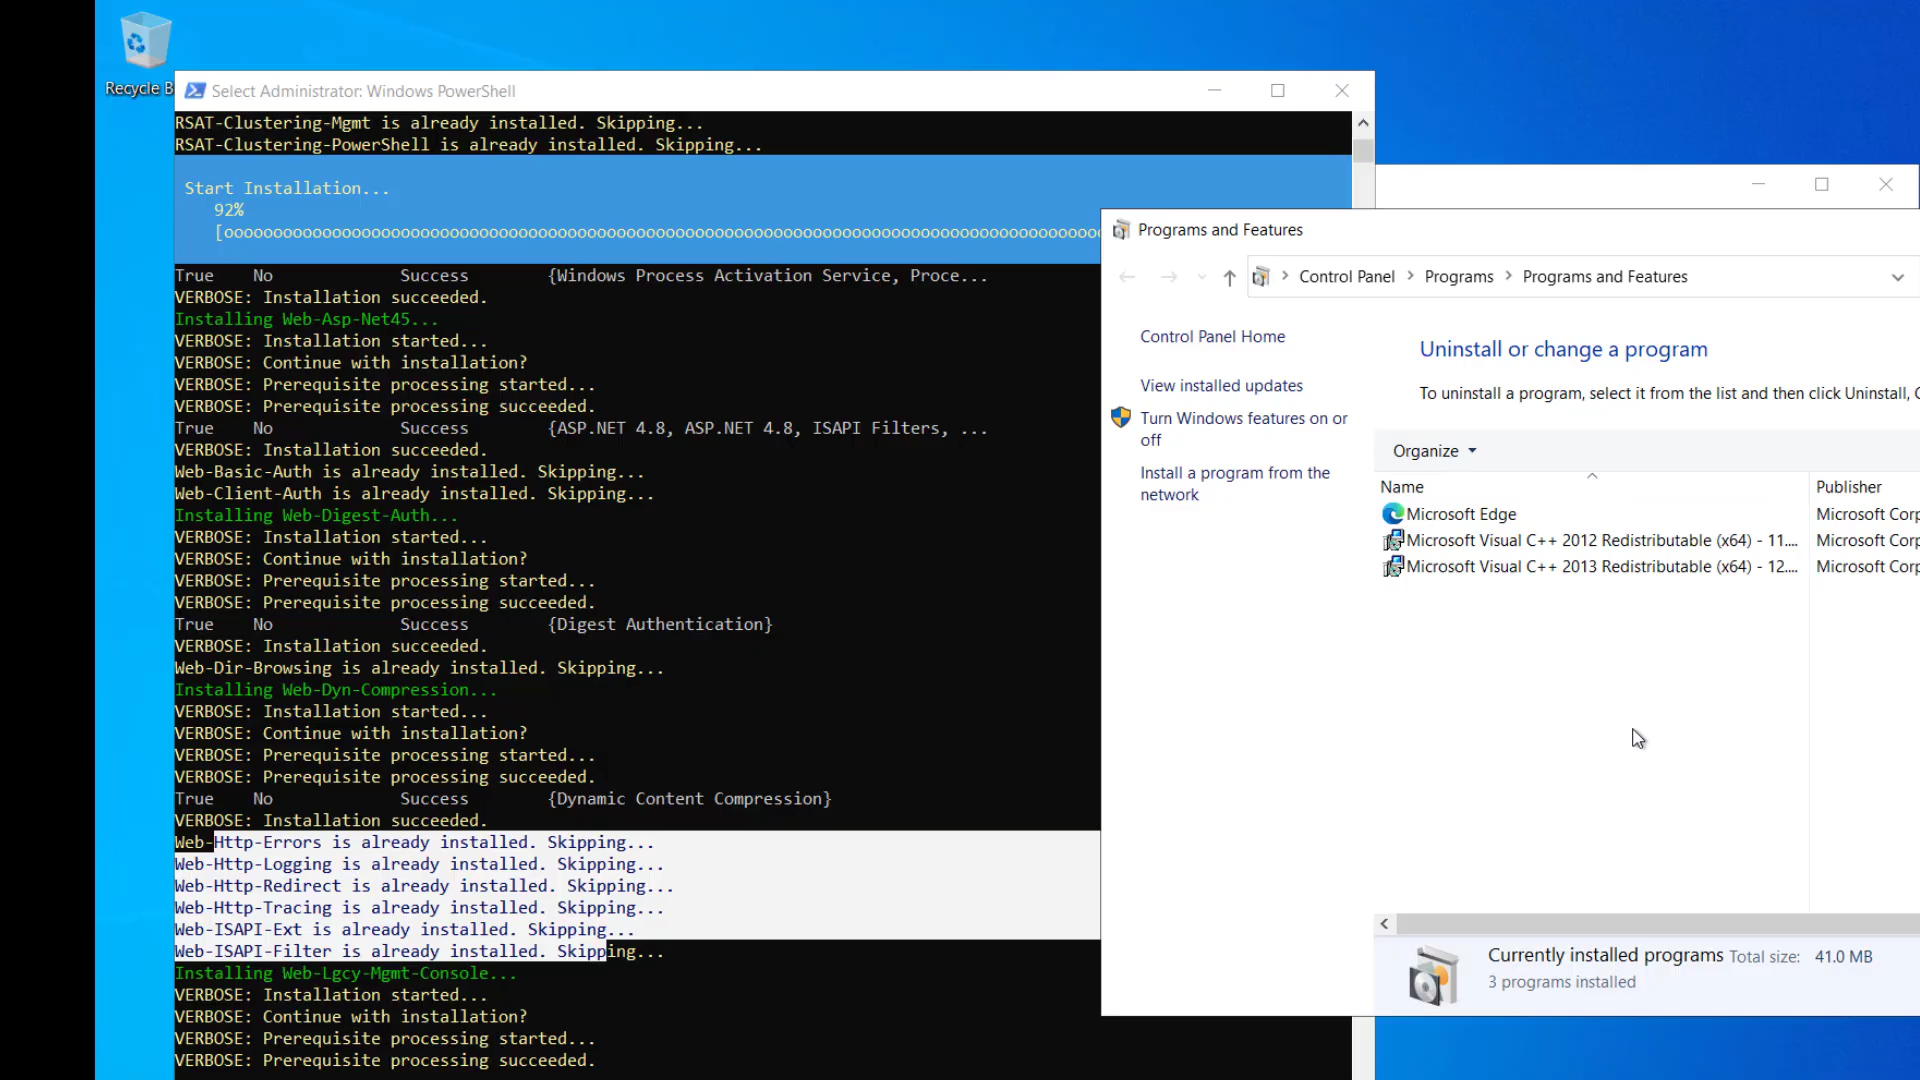 Recycle B
Select Administrator: Windows PowerShell
RSAT-Clustering-Mgmt is already installed. Skipping...
RSAT-Clustering-PowerShell is already installed. Skipping...
Start Installation...
92%
[oooooooooooooooooooooooooooooooooooooooooooooooooooooooooooooooooooooooooooooooooooooooooo
True No Success {Windows Process Activation Service, Proce...
VERBOSE: Installation succeeded.
Installing Web-Asp-Net45...
VERBOSE: Installation started...
VERBOSE: Continue with installation?
VERBOSE: Prerequisite processing started...
VERBOSE: Prerequisite processing succeeded.
True No Success {ASP.NET 4.8, ASP.NET 4.8, ISAPI Filters, ...
VERBOSE: Installation succeeded.
Web-Basic-Auth is already installed. Skipping...
Web-Client-Auth is already installed. Skipping...
Installing Web-Digest-Auth...
VERBOSE: Installation started...
VERBOSE: Continue with installation?
VERBOSE: Prerequisite processing started...
VERBOSE: Prerequisite processing succeeded.
True No Success {Digest Authentication}
VERBOSE: Installation succeeded.
Web-Dir-Browsing is already installed. Skipping...
Installing Web-Dyn-Compression...
VERBOSE: Installation started...
VERBOSE: Continue with installation?
VERBOSE: Prerequisite processing started...
VERBOSE: Prerequisite processing succeeded.
True No Success {Dynamic Content Compression}
VERBOSE: Installation succeeded.
Web-Http-Errors is already installed. Skipping...
Web-Http-Logging is already installed. Skipping...
Web-Http-Redirect is already installed. Skipping...
Web-Http-Tracing is already installed. Skipping...
Web-ISAPI-Ext is already installed. Skipping...
Web-ISAPI-Filter is already installed. Skipping...
Installing Web-Lgcy-Mgmt-Console...
VERBOSE: Installation started...
VERBOSE: Continue with installation?
VERBOSE: Prerequisite processing started...
VERBOSE: Prerequisite processing succeeded.
Programs and Features
Control Panel > Programs > Programs and Features
Control Panel Home
View installed updates
Turn Windows features on or
off
Install a program from the
network
Uninstall or change a program
To uninstall a program, select it from the list and then click Uninstall, C
Organize
Name Publisher
Microsoft Edge Microsoft Corp
Microsoft Visual C++ 2012 Redistributable (x64) - 11.... Microsoft Corp
Microsoft Visual C++ 2013 Redistributable (x64) - 12.... Microsoft Corp
Currently installed programs Total size: 41.0 MB
3 programs installed